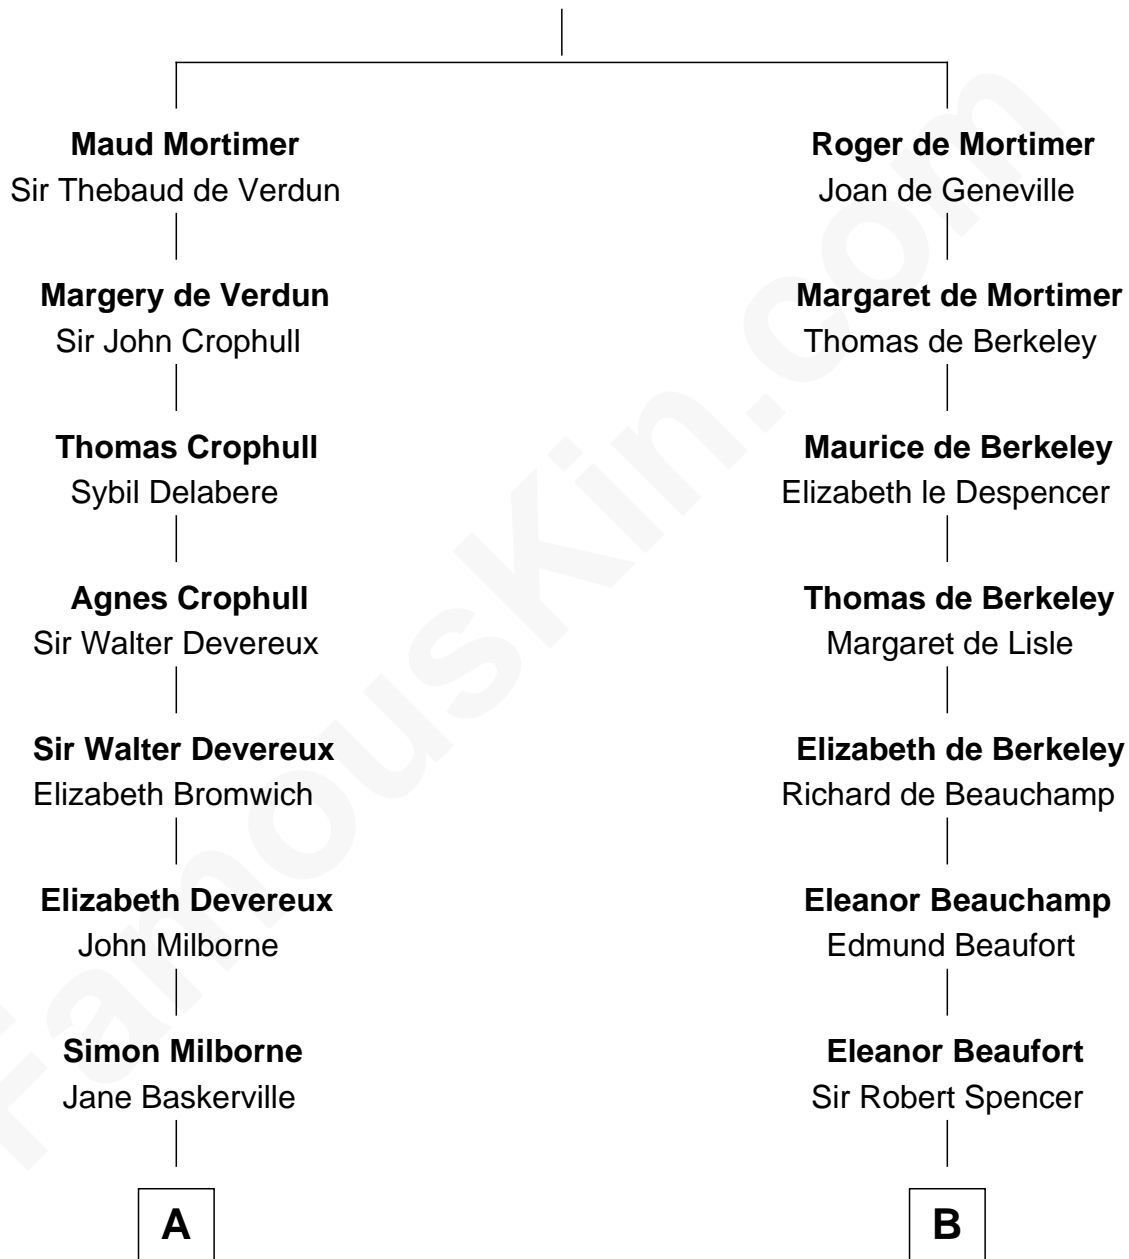 Maud Mortimer
Sir Thebaud de Verdun
Margery de Verdun
Sir John Crophull
Thomas Crophull
Sybil Delabere
Agnes Crophull
Sir Walter Devereux
Sir Walter Devereux
Elizabeth Bromwich
Elizabeth Devereux
John Milborne
Simon Milborne
Jane Baskerville
A
Roger de Mortimer
Joan de Geneville
Margaret de Mortimer
Thomas de Berkeley
Maurice de Berkeley
Elizabeth le Despencer
Thomas de Berkeley
Margaret de Lisle
Elizabeth de Berkeley
Richard de Beauchamp
Eleanor Beauchamp
Edmund Beaufort
Eleanor Beaufort
Sir Robert Spencer
B
FamousKin.com